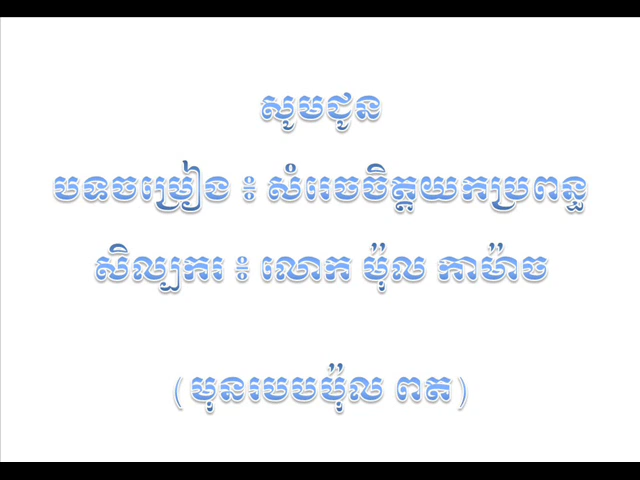 សូមជូន
បទចម្រៀង ៖ សំរេចចិត្តយកប្រពន្ធ
សិល្បករ ៖ លោក ប៉ុល កាម៉ាច
(មុនរបបប៉ុល ពត)